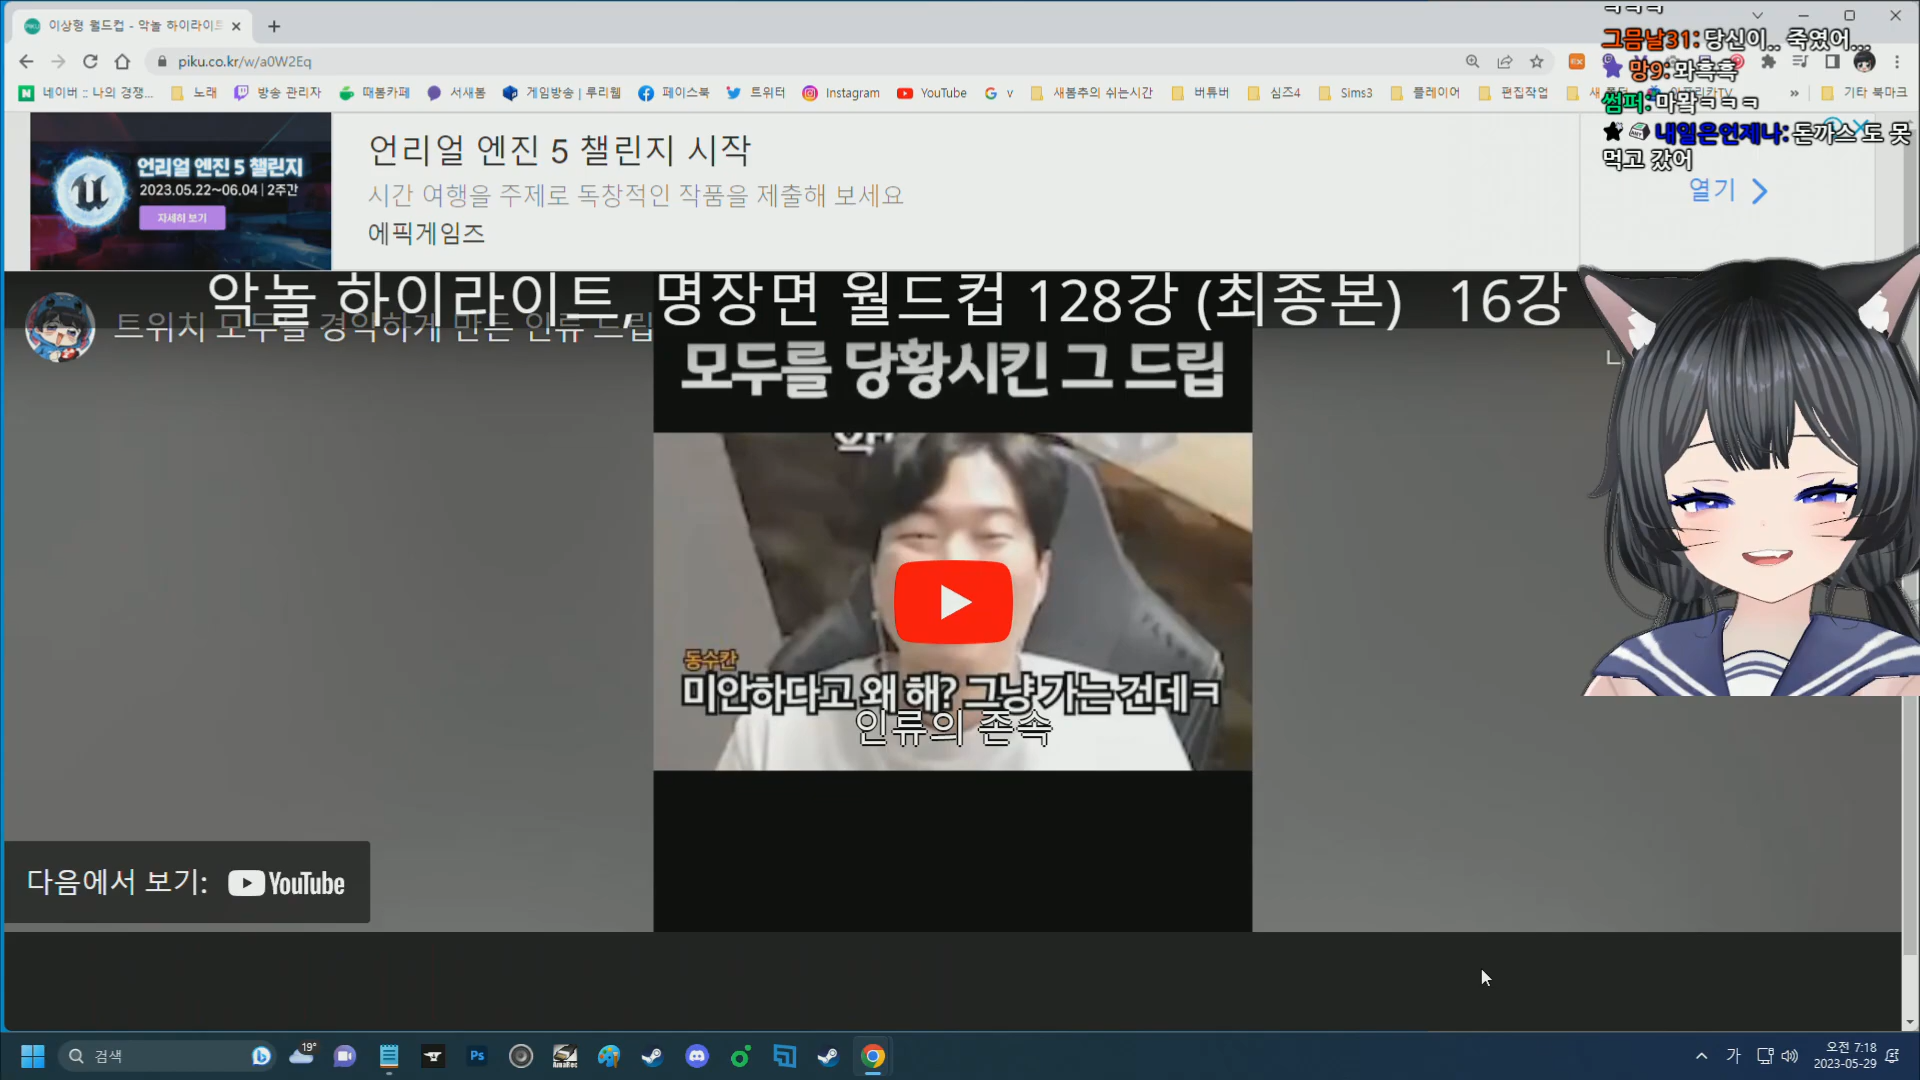 이상형 월드컵 - 악놀 하이라이트
piku.co.kr/w/a0W2Eq
네이버 :: 나의 경쟁...
노래
방송 관리자
때봄카페
서새봄
게임방송 | 루리웹
페이스북
트위터
Instagram
YouTube
v
새봄추의 쉬는시간
버튜버
심즈4
Sims3
플레이어
편집작업
기타 북마크
ㅋㅋㅋ
그믐날31: 당신이.. 죽였어...
망9: 꽈흑흑
썸퍼: 마뫅ㅋㅋㅋ
내일은언제나: 돈까스 도 못
먹고 갔어
언리얼 엔진 5 챌린지
2023.05.22~06.04 | 2주간
자세히 보기
언리얼 엔진 5 챌린지 시작
시간 여행을 주제로 독창적인 작품을 제출해 보세요
에픽게임즈
열기
악놀 하이라이트, 명장면 월드컵 128강 (최종본) 16강
트위치 모두를 경악하게 만든 인류 드립
모두를 당황시킨 그 드립
동수칸
미안하다고 왜 해? 그냥 가는 건데ㅋ
인류의 존속
다음에서 보기: YouTube
검색
19°
Ps
가
오전 7:18
2023-05-29